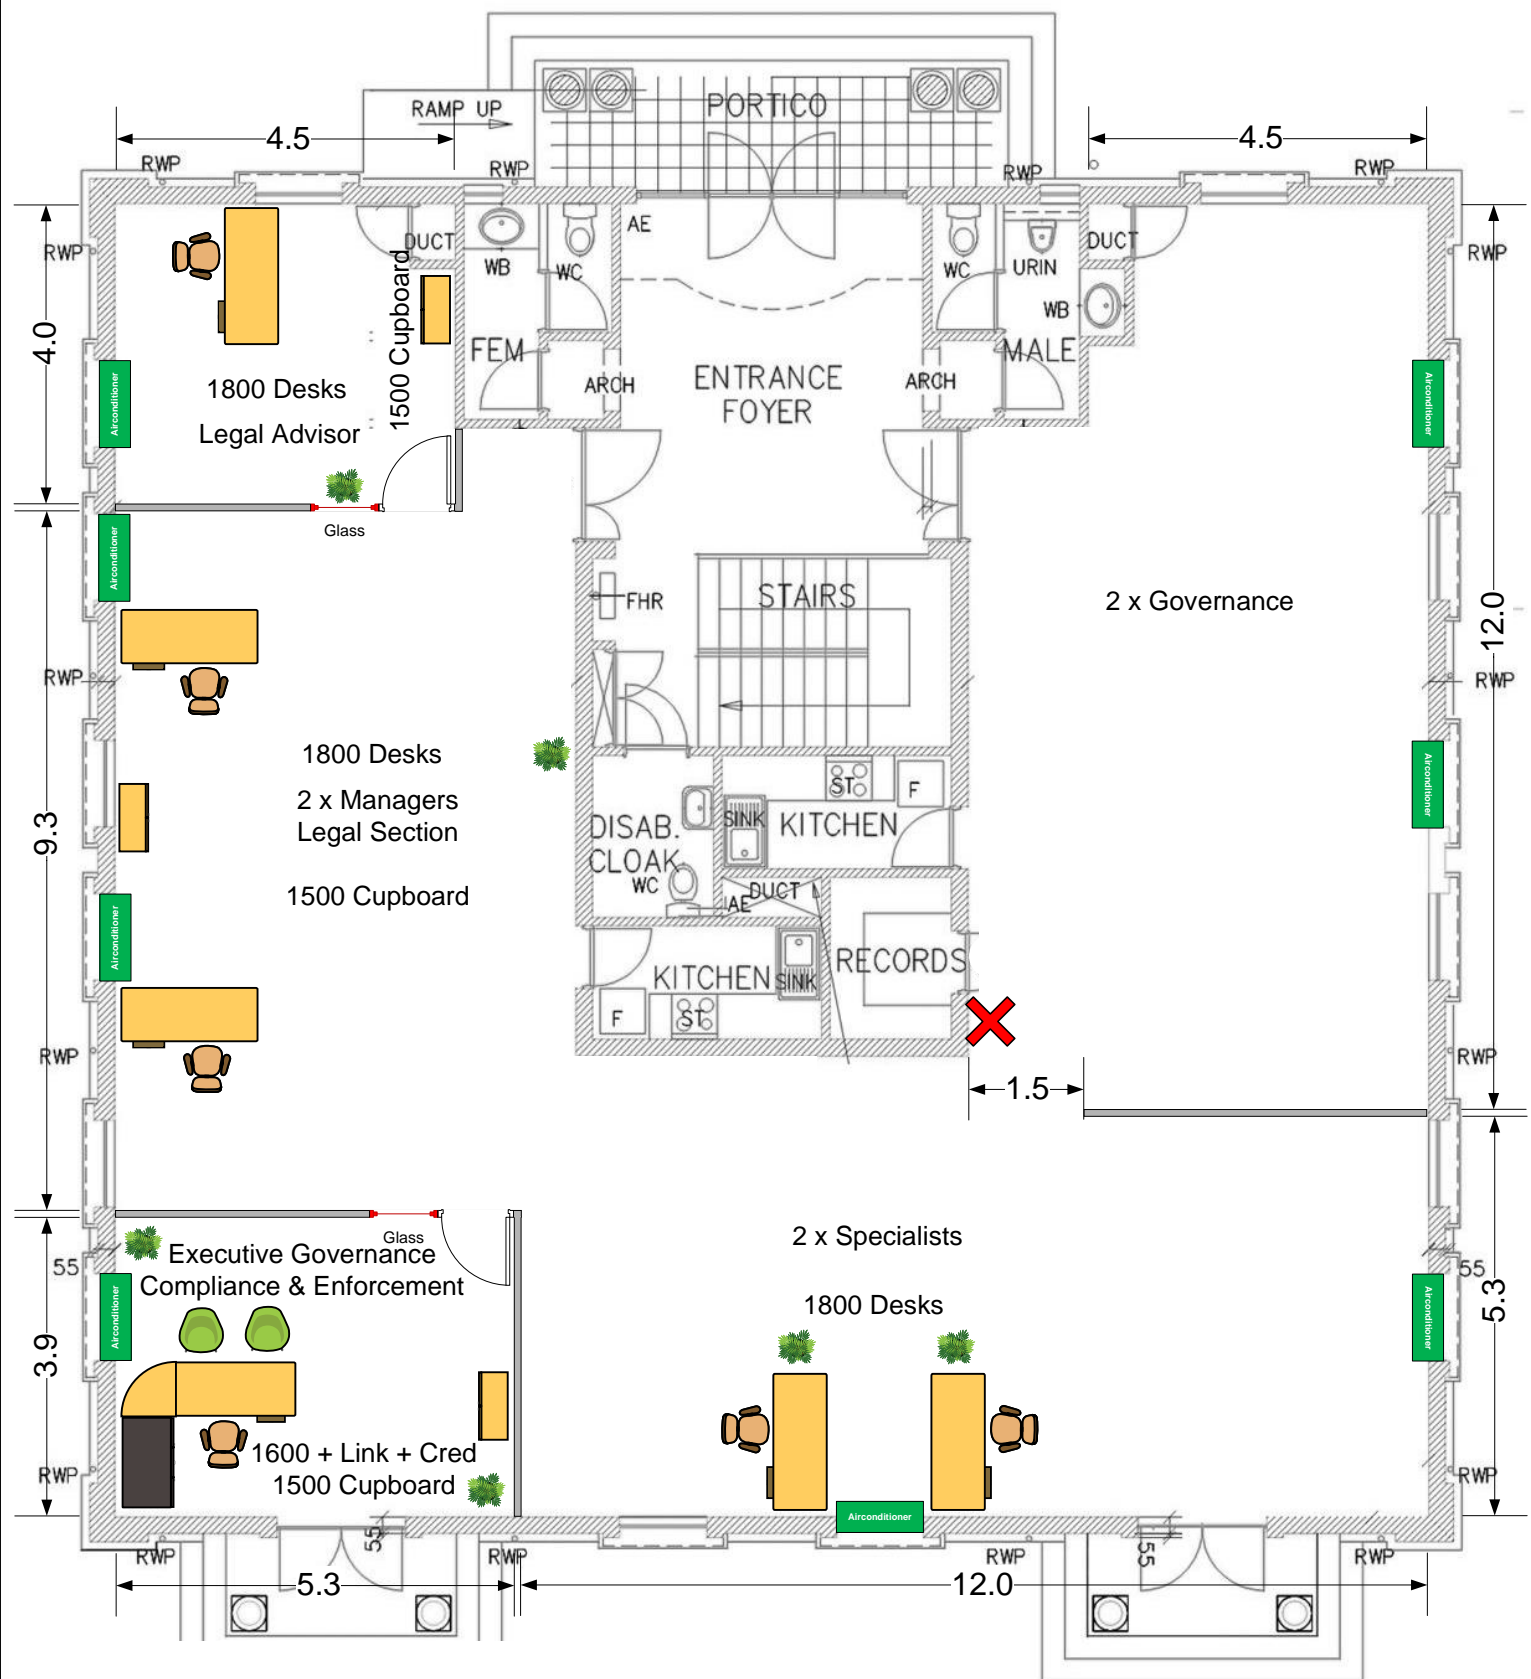 PORTICO
RAMP UP
4.5
4.5
RWP
RWP
RWP
RWP
AE
DUCT
WB
WC
WC
URIN
DUCT
WB
RWP
RWP
4.0
1500 Cupboard
FEM
MALE
ARCH
ARCH
ENTRANCE
FOYER
Airconditioner
1800 Desks
Legal Advisor
Airconditioner
Glass
Airconditioner
FHR
STAIRS
2 x Governance
12.0
RWP
RWP
1800 Desks
2 x Managers
Legal Section
1500 Cupboard
9.3
ST
F
SINK
KITCHEN
DISAB.
CLOAK
WC
DUCT
AE
Airconditioner
Airconditioner
RECORDS
KITCHEN
SINK
F
ST
RWP
RWP
1.5
Glass
Executive Governance
Compliance & Enforcement
55
55
2 x Specialists
1800 Desks
Airconditioner
Airconditioner
3.9
5.3
1600 + Link + Cred
1500 Cupboard
RWP
RWP
Airconditioner
55
55
RWP
RWP
RWP
RWP
5.3
12.0